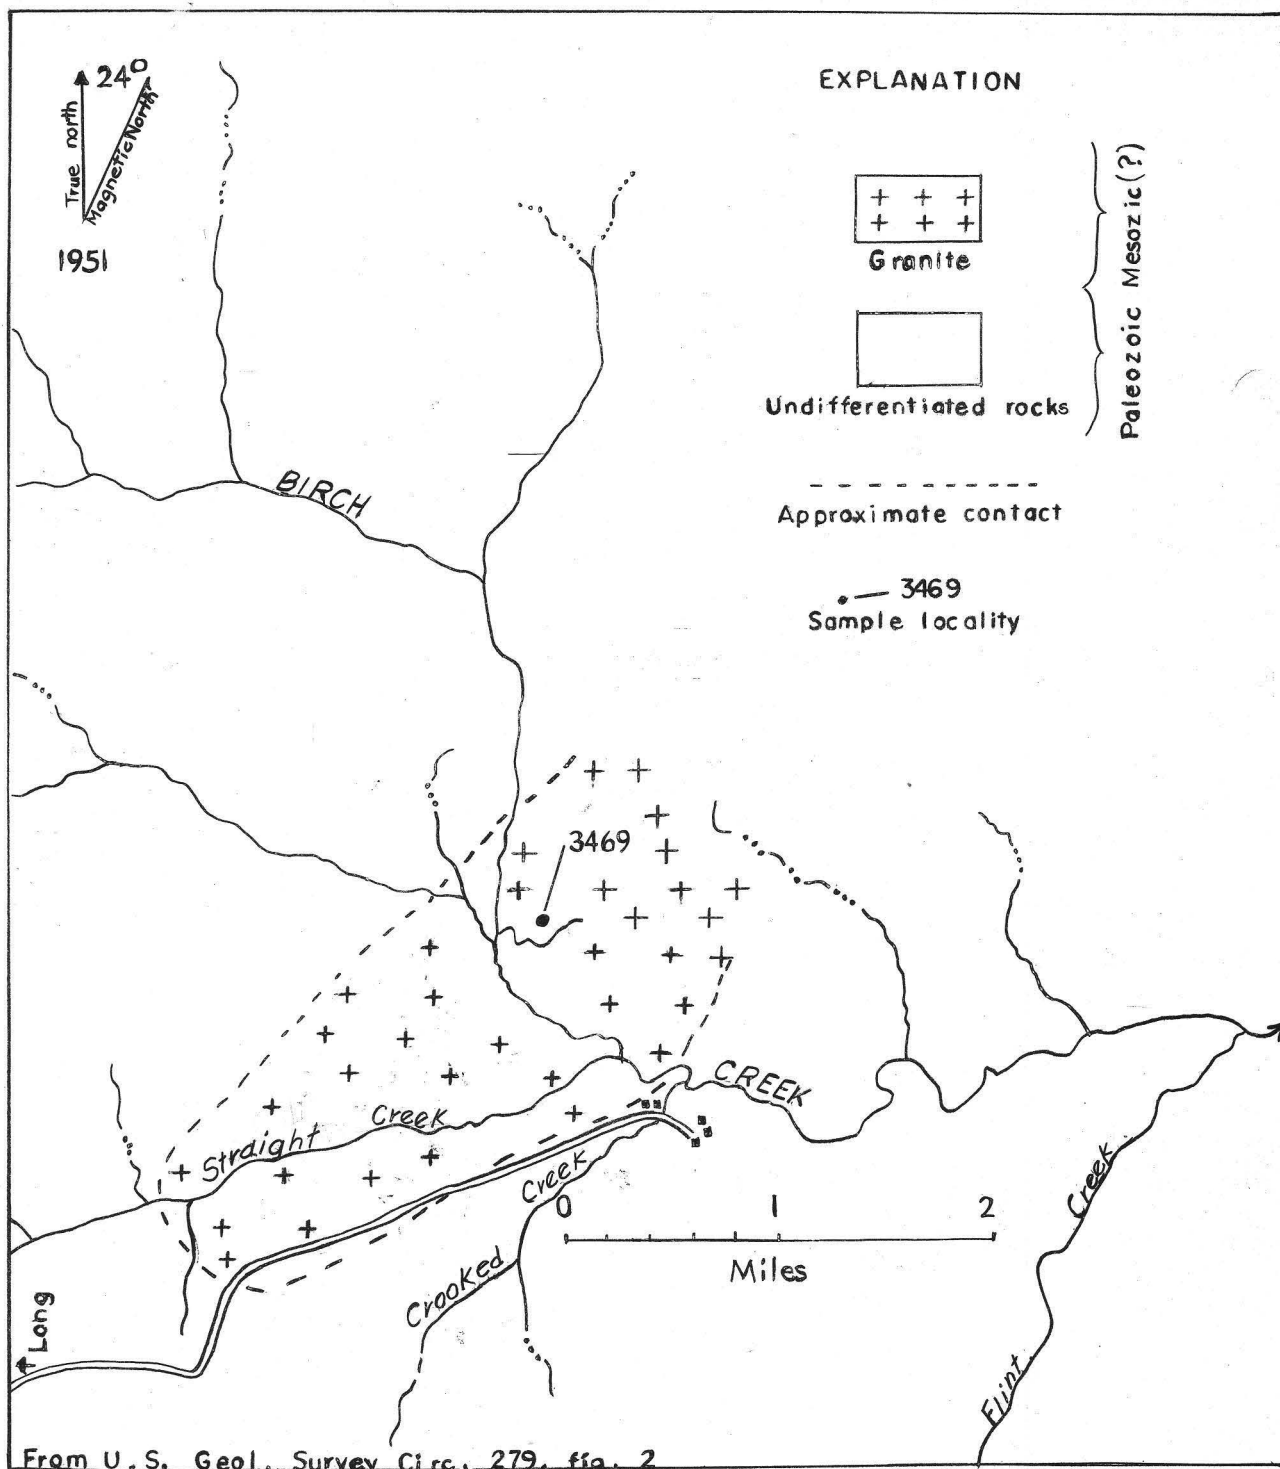 24°
True north
Magnetic North
1951
EXPLANATION
Granite
Undifferentiated rocks
Paleozoic Mesozic(?)
Approximate contact
3469
Sample locality
BIRCH
3469
CREEK
Straight Creek
Crooked Creek
0 1 2
Miles
Flint Creek
Long
From U.S. Geol. Survey Circ. 279, fig. 2